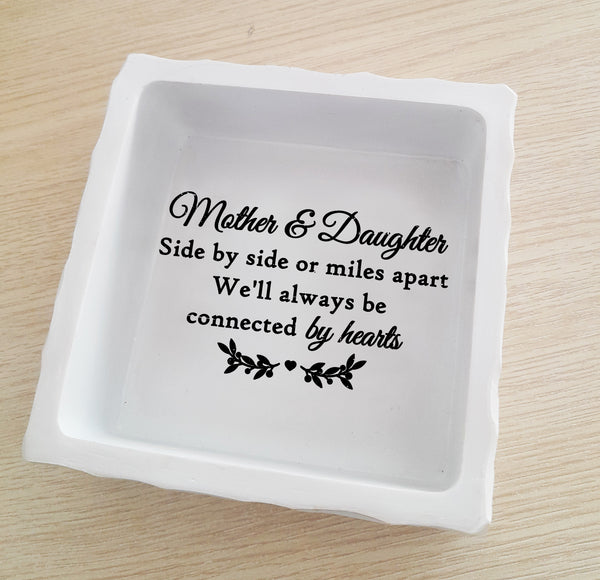 Mother & Daughter
Side by side or miles apart
We'll always be
connected by hearts